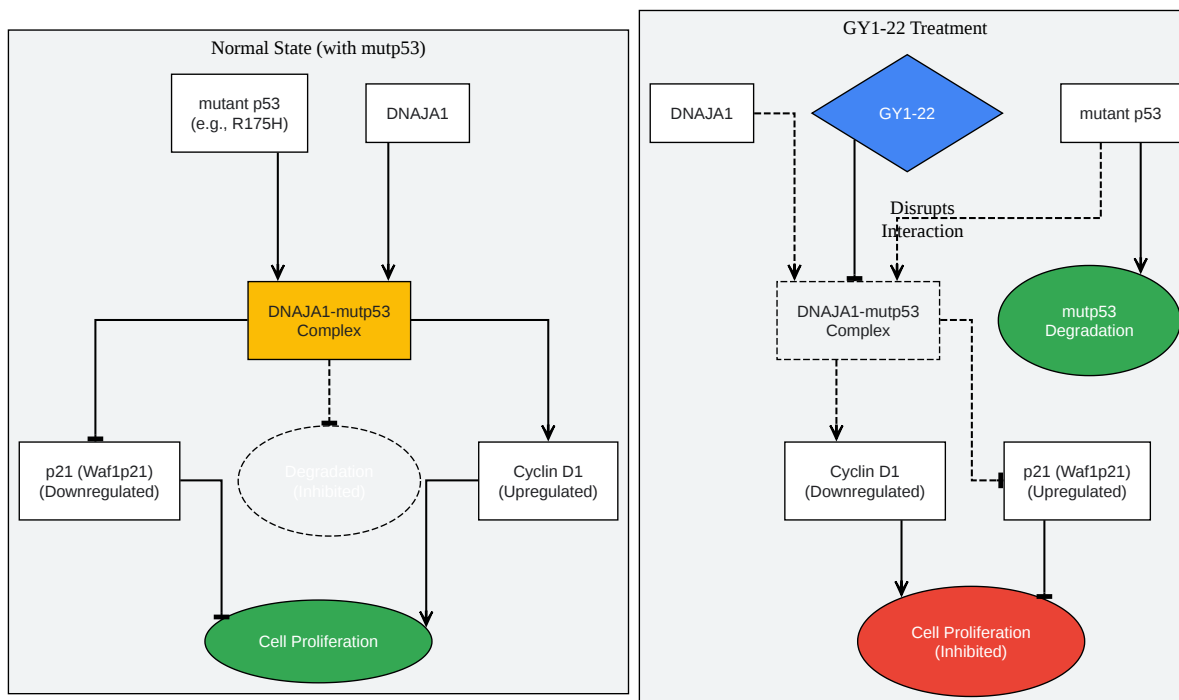 Normal State (with mutp53)
mutant p53
(e.g., R175H)
DNAJA1
DNAJA1-mutp53
Complex
p21 (Waf1p21)
(Downregulated)
Degradation
(Inhibited)
Cyclin D1
(Upregulated)
Cell Proliferation
GY1-22 Treatment
DNAJA1
GY1-22
mutant p53
Disrupts
Interaction
DNAJA1-mutp53
Complex
mutp53
Degradation
Cyclin D1
(Downregulated)
p21 (Waf1p21)
(Upregulated)
Cell Proliferation
(Inhibited)